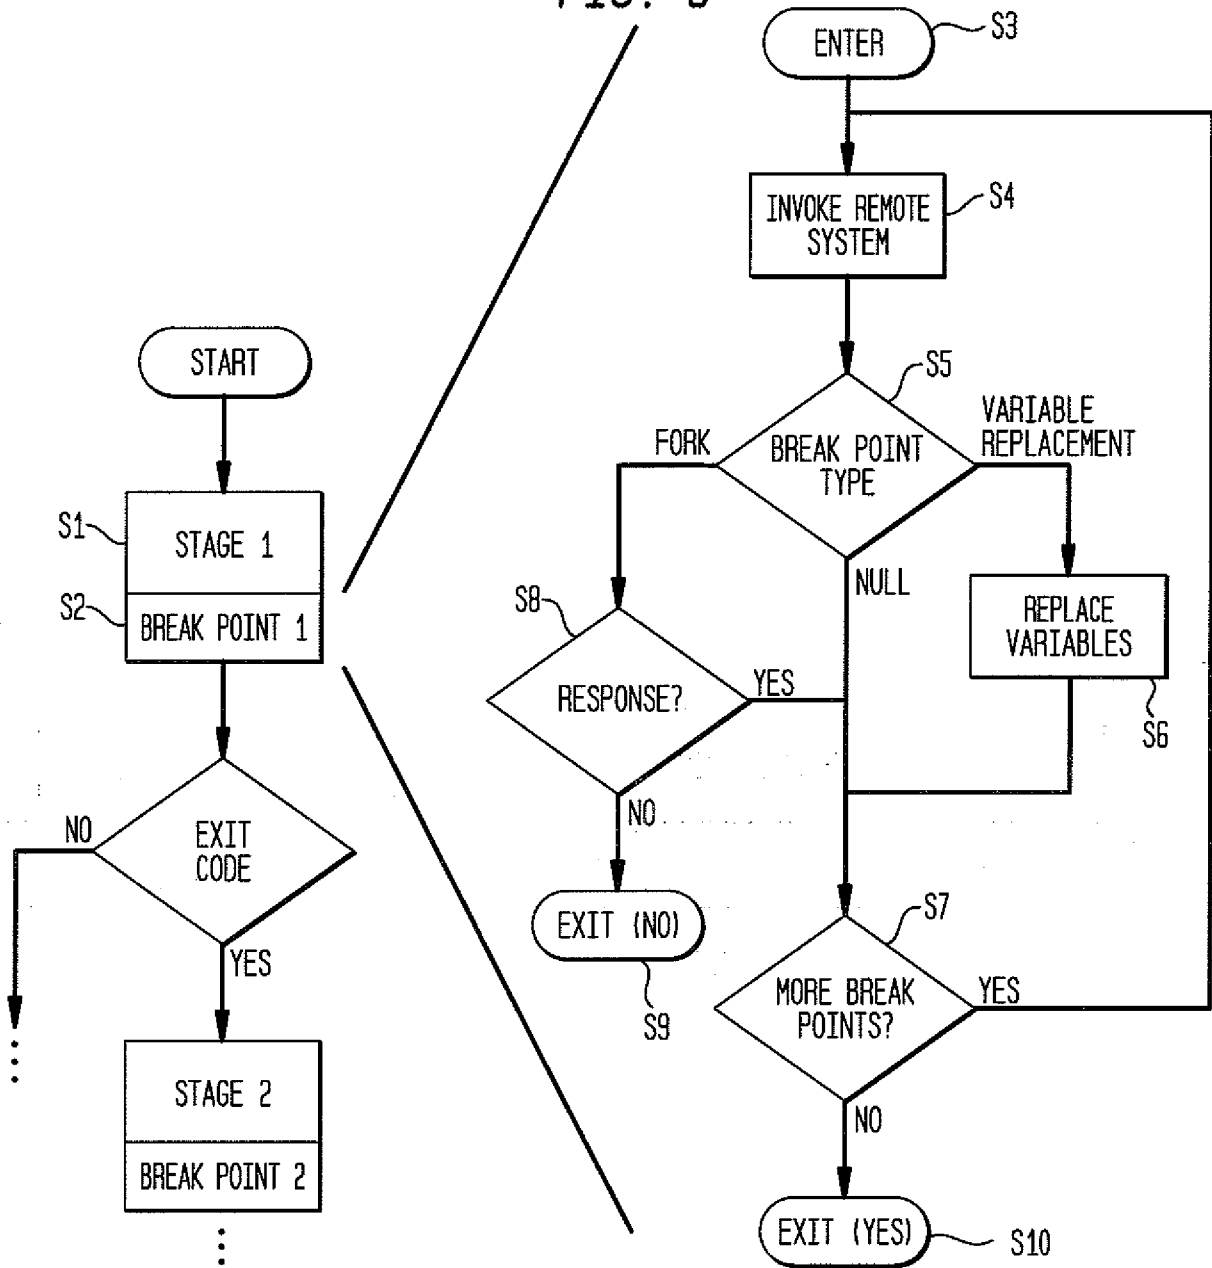 START
S1
STAGE 1
S2
BREAK POINT 1
EXIT
CODE
NO
YES
STAGE 2
BREAK POINT 2
ENTER
S3
INVOKE REMOTE
SYSTEM
S4
BREAK POINT
TYPE
S5
FORK
VARIABLE
REPLACEMENT
NULL
REPLACE
VARIABLES
S6
S8
RESPONSE?
YES
NO
EXIT (NO)
S9
S7
MORE BREAK
POINTS?
YES
NO
EXIT (YES)
S10